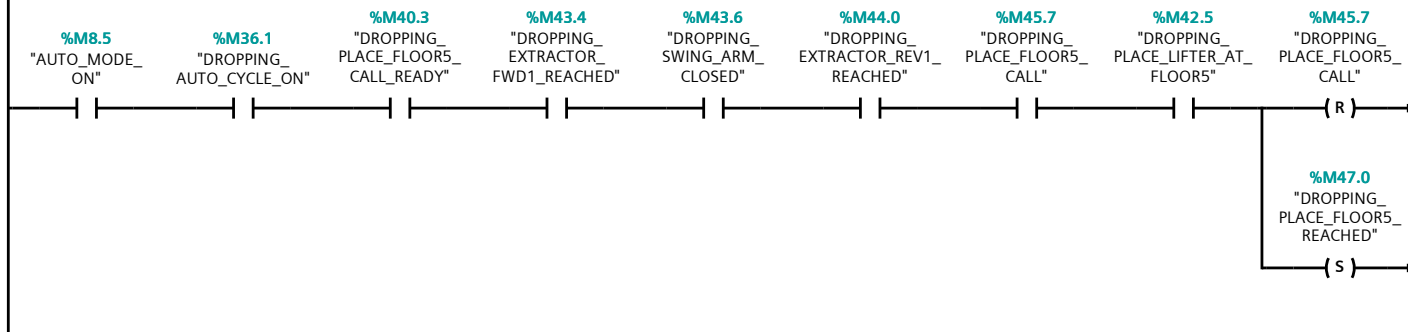 %M8.5
"AUTO_MODE_
ON"
%M36.1
"DROPPING_
AUTO_CYCLE_ON"
%M40.3
"DROPPING_
PLACE_FLOOR5_
CALL_READY"
%M43.4
"DROPPING_
EXTRACTOR_
FWD1_REACHED"
%M43.6
"DROPPING_
SWING_ARM_
CLOSED"
%M44.0
"DROPPING_
EXTRACTOR_REV1_
REACHED"
%M45.7
"DROPPING_
PLACE_FLOOR5_
CALL"
%M42.5
"DROPPING_
PLACE_LIFTER_AT_
FLOOR5"
%M45.7
"DROPPING_
PLACE_FLOOR5_
CALL"
R
%M47.0
"DROPPING_
PLACE_FLOOR5_
REACHED"
S